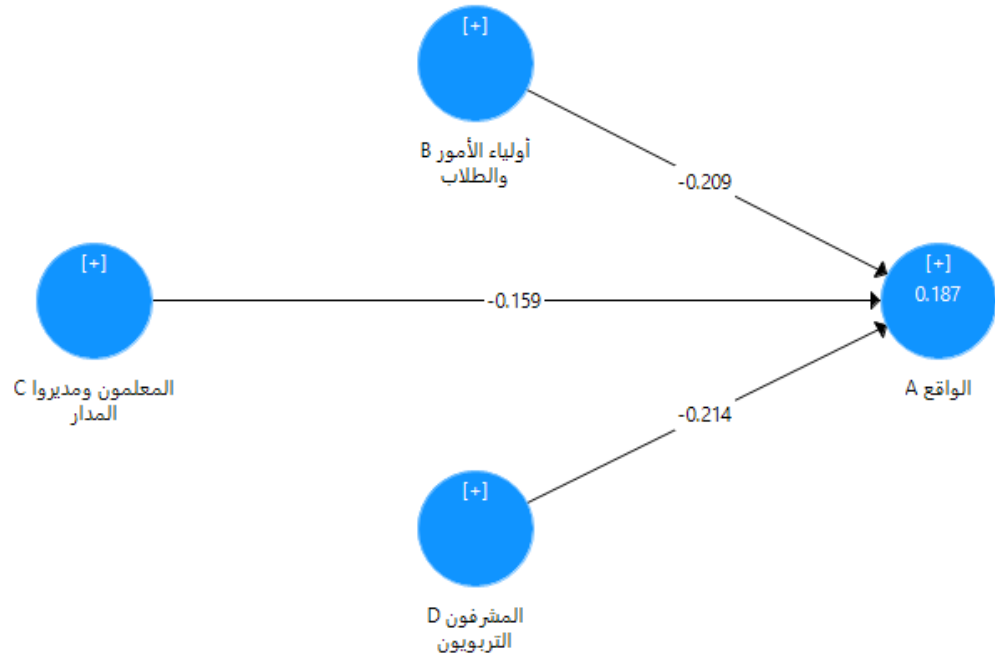 [+]
أولياء الأمور B
والطلاب
-0.209
[+]
المعلمون ومديروا C
المدار
-0.159
[+]
0.187
الواقع A
-0.214
[+]
المشرفون D
التربويون